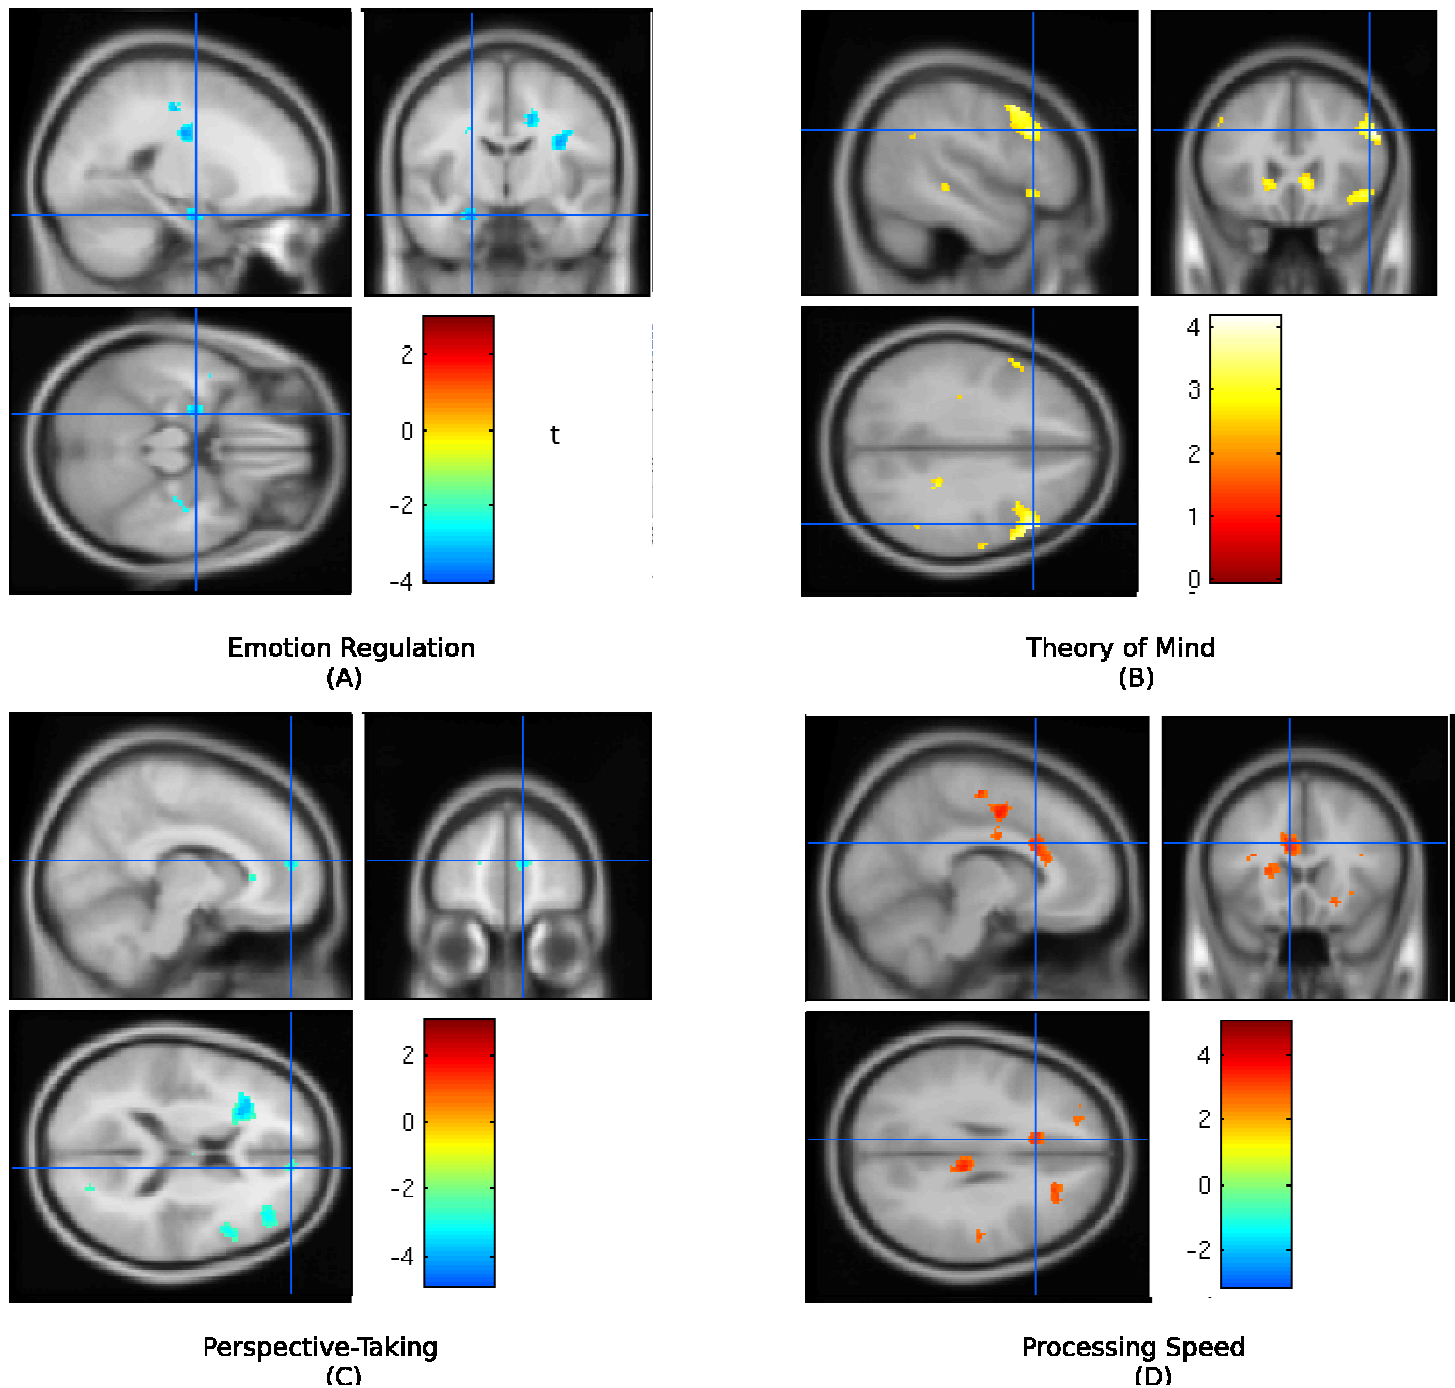 2
0
−2
−4
t
4
3
2
1
0
Emotion Regulation
(A)
Theory of Mind
(B)
2
0
−2
−4
4
2
0
−2
Perspective-Taking
(C)
Processing Speed
(D)